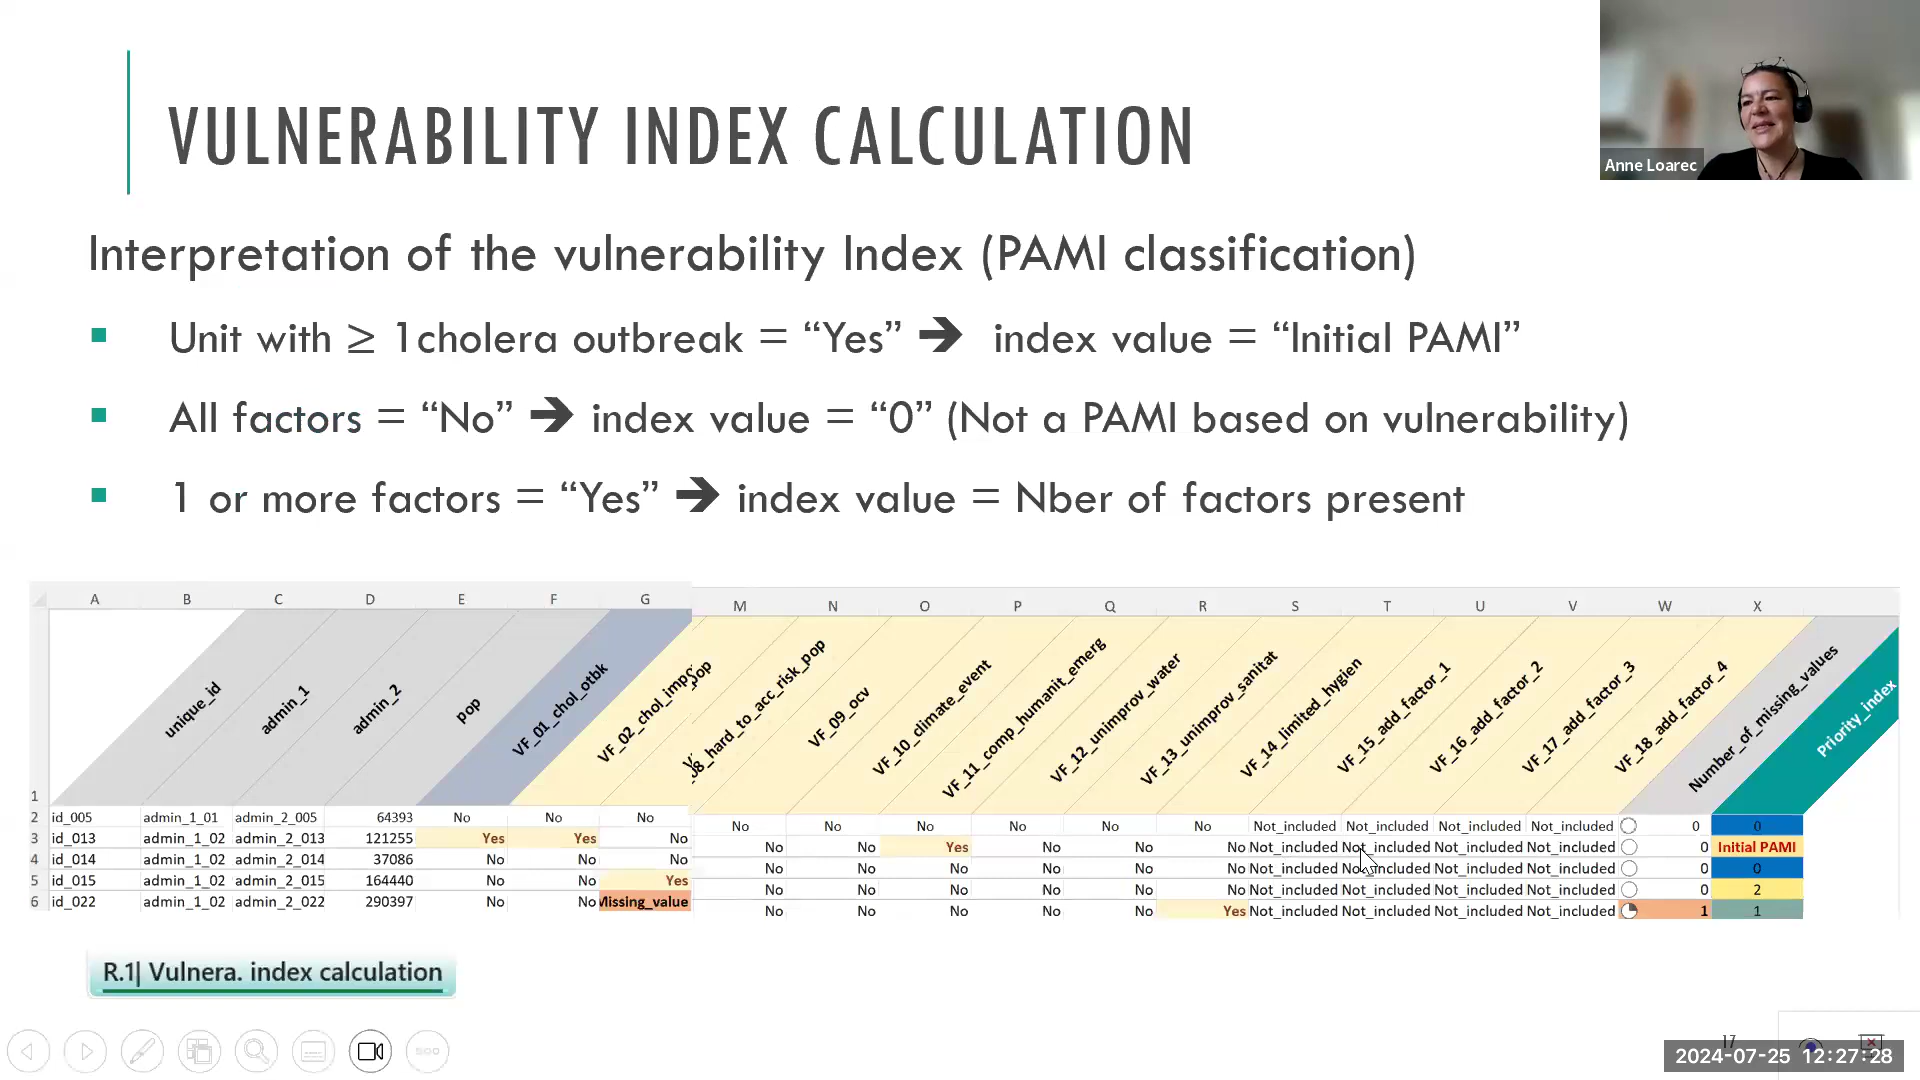 Anne Loarec
VULNERABILITY INDEX CALCULATION
Interpretation of the vulnerability Index (PAMI classification)
Unit with ≥ 1cholera outbreak = “Yes” 🡺 index value = “Initial PAMI”
All factors = “No” 🡺 index value = “0” (Not a PAMI based on vulnerability)
1 or more factors = “Yes” 🡺 index value = Nber of factors present
A B C D E F G M N O P Q R S T U V W X
1 unique_id admin_1 admin_2 pop VF_01_chol_otbk VF_02_chol_impo _08_hard_to_acc_risk_pop VF_09_ocv VF_10_climate_event VF_11_comp_humanit_emerg VF_12_unimprov_water VF_13_unimprov_sanitat VF_14_limited_hygien VF_15_add_factor_1 VF_16_add_factor_2 VF_17_add_factor_3 VF_18_add_factor_4 Number_of_missing_values Priority_index
2 id_005 admin_1_01 admin_2_005 64393 No No No No No No No No No Not_included Not_included Not_included Not_included 0 0
3 id_013 admin_1_02 admin_2_013 121255 Yes Yes No No No Yes No No No Not_included Not_included Not_included Not_included 0 Initial PAMI
4 id_014 admin_1_02 admin_2_014 37086 No No No No No No No No No Not_included Not_included Not_included Not_included 0 0
5 id_015 admin_1_02 admin_2_015 164440 No No Yes No No No No No No Not_included Not_included Not_included Not_included 0 2
6 id_022 admin_1_02 admin_2_022 290397 No No Missing_value No No No No No Yes Not_included Not_included Not_included Not_included 1 1
R.1| Vulnera. index calculation
17
2024-07-25 12:27:28